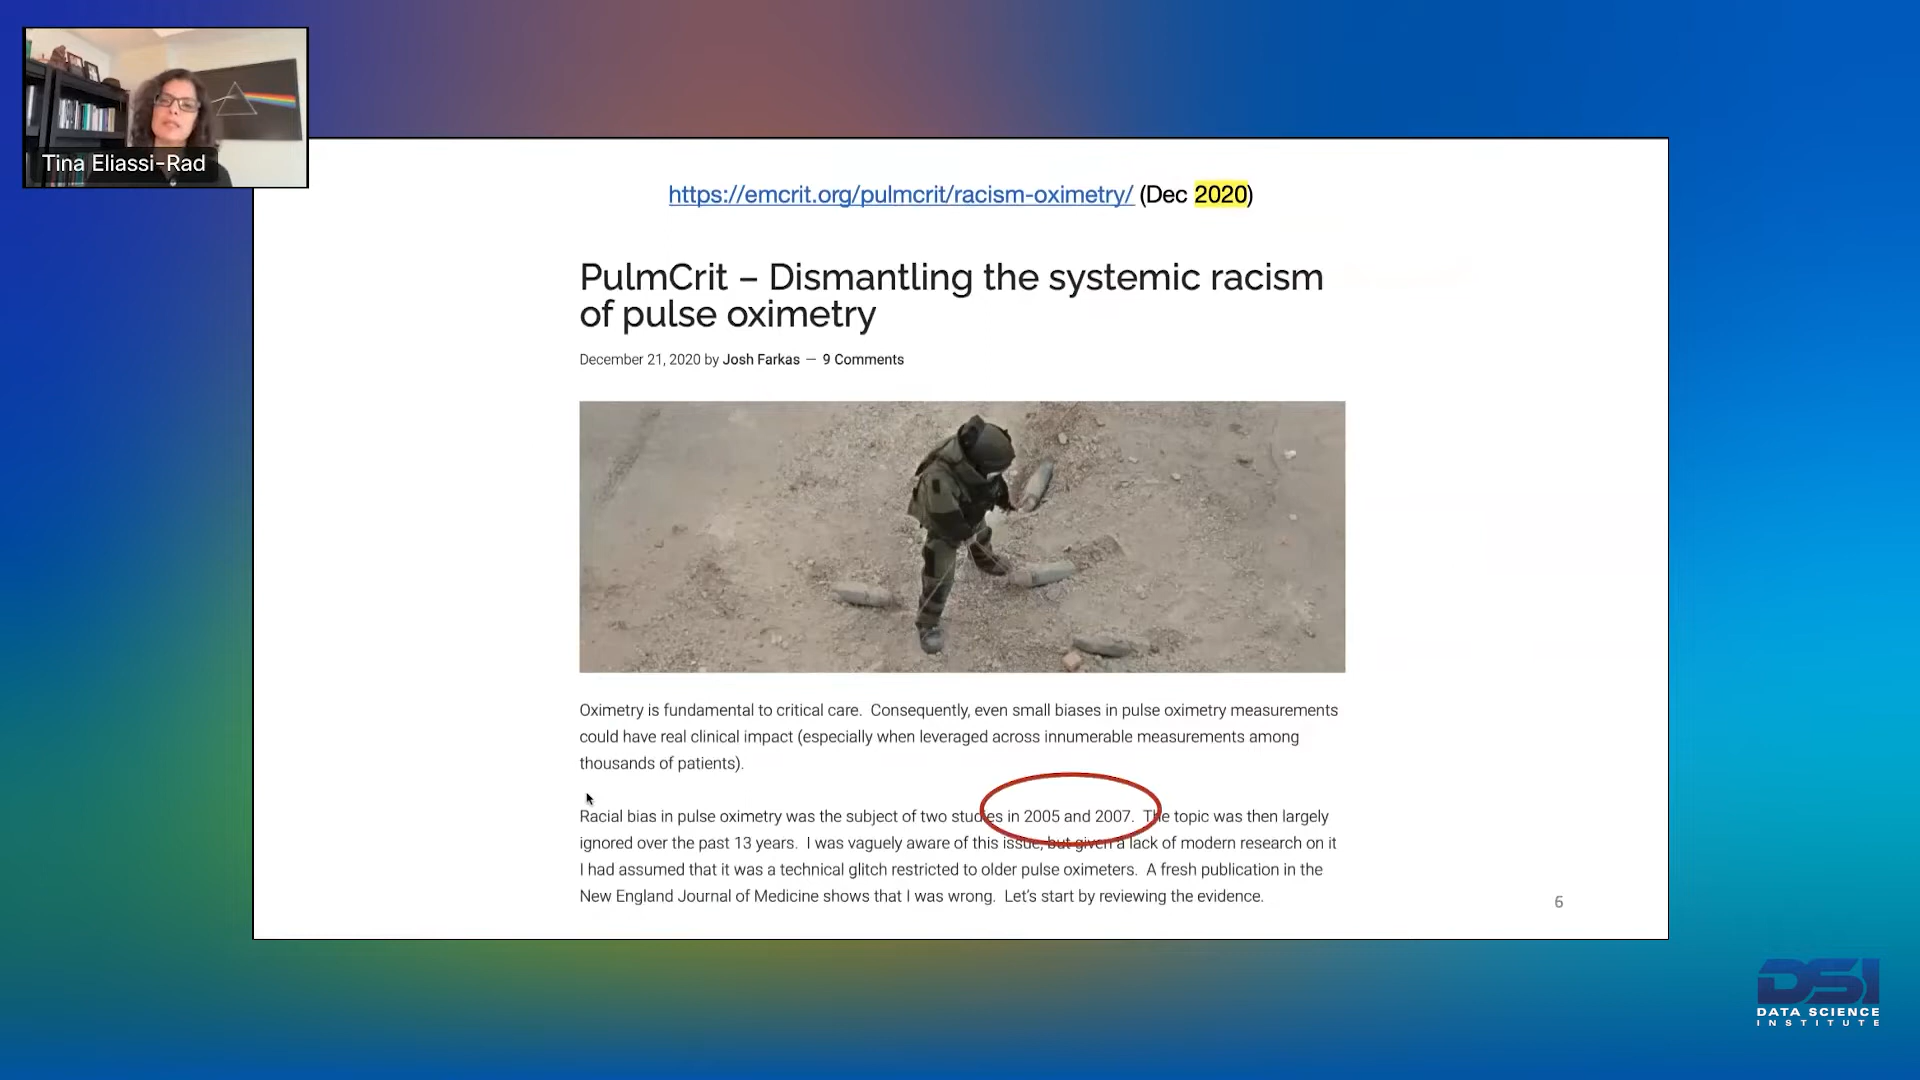 Tina Eliassi-Rad
https://emcrit.org/pulmcrit/racism-oximetry/ (Dec 2020)
PulmCrit – Dismantling the systemic racism
of pulse oximetry
December 21, 2020 by Josh Farkas — 9 Comments
Oximetry is fundamental to critical care.  Consequently, even small biases in pulse oximetry measurements
could have real clinical impact (especially when leveraged across innumerable measurements among
thousands of patients).
Racial bias in pulse oximetry was the subject of two studies in 2005 and 2007.  The topic was then largely
ignored over the past 13 years.  I was vaguely aware of this issue, but given a lack of modern research on it
I had assumed that it was a technical glitch restricted to older pulse oximeters.  A fresh publication in the
New England Journal of Medicine shows that I was wrong.  Let's start by reviewing the evidence.
6
DSI
DATA SCIENCE
INSTITUTE